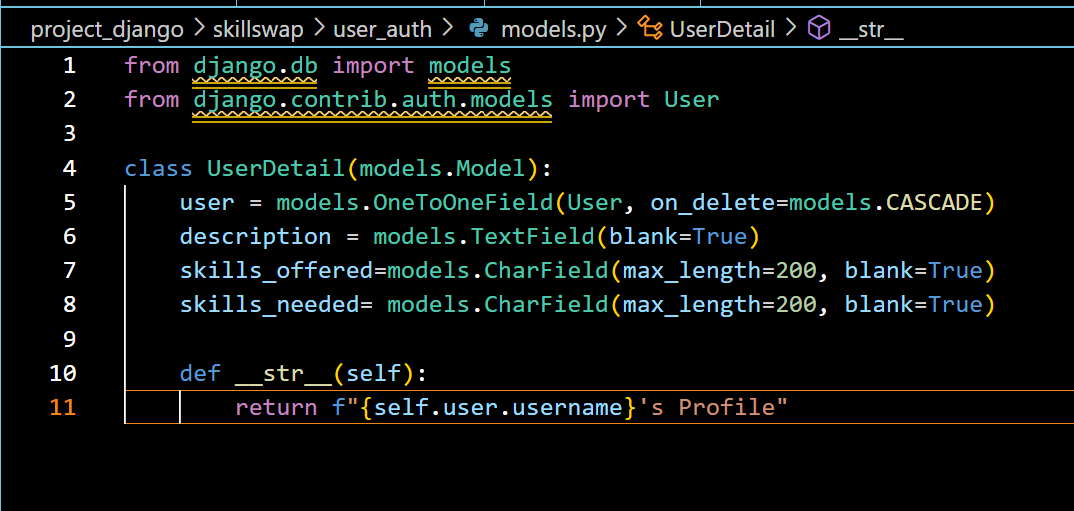 project_django > skillswap > user_auth > models.py > UserDetail > __str__
1 from django.db import models
2 from django.contrib.auth.models import User
3
4 class UserDetail(models.Model):
5     user = models.OneToOneField(User, on_delete=models.CASCADE)
6     description = models.TextField(blank=True)
7     skills_offered=models.CharField(max_length=200, blank=True)
8     skills_needed= models.CharField(max_length=200, blank=True)
9
10     def __str__(self):
11         return f"{self.user.username}'s Profile"